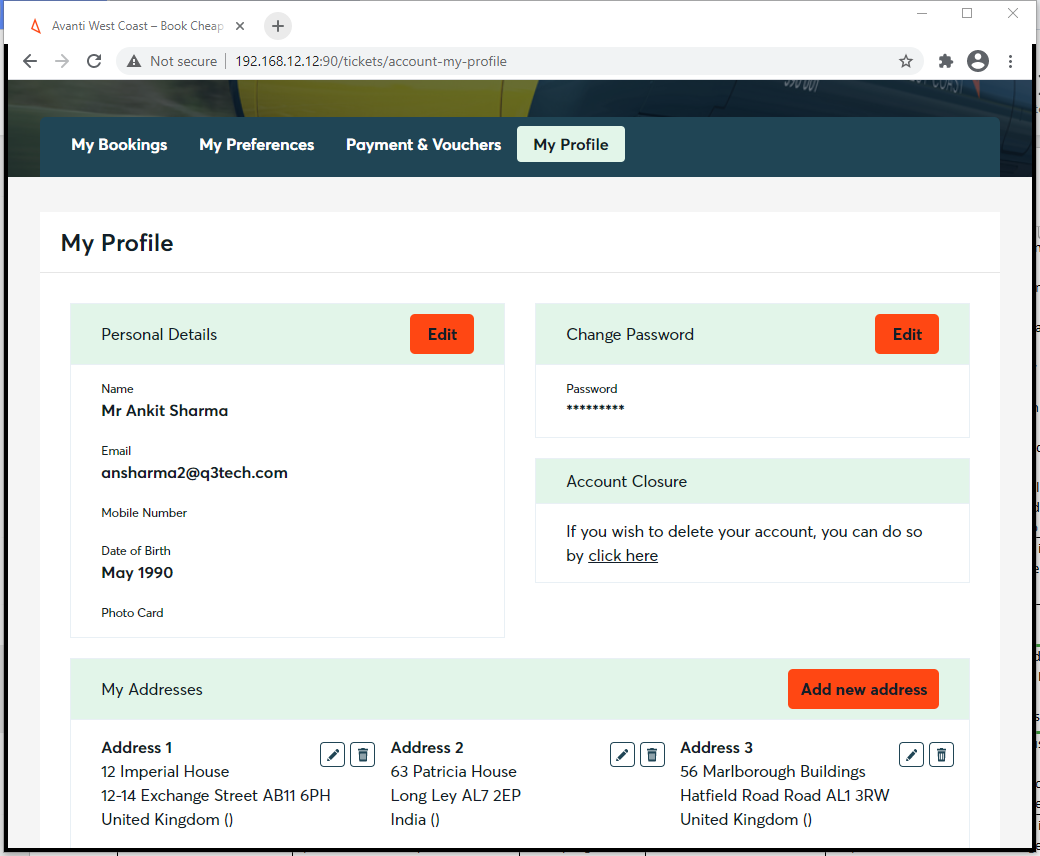 Avanti West Coast – Book Cheap
Not secure
192.168.12.12:90/tickets/account-my-profile
390 001
COAST
My Bookings
My Preferences
Payment & Vouchers
My Profile
My Profile
Personal Details
Edit
Name
Mr Ankit Sharma
Email
ansharma2@q3tech.com
Mobile Number
Date of Birth
May 1990
Photo Card
Change Password
Edit
Password
*********
Account Closure
If you wish to delete your account, you can do so
by click here
My Addresses
Add new address
Address 1
12 Imperial House
12-14 Exchange Street AB11 6PH
United Kingdom ()
Address 2
63 Patricia House
Long Ley AL7 2EP
India ()
Address 3
56 Marlborough Buildings
Hatfield Road Road AL1 3RW
United Kingdom ()